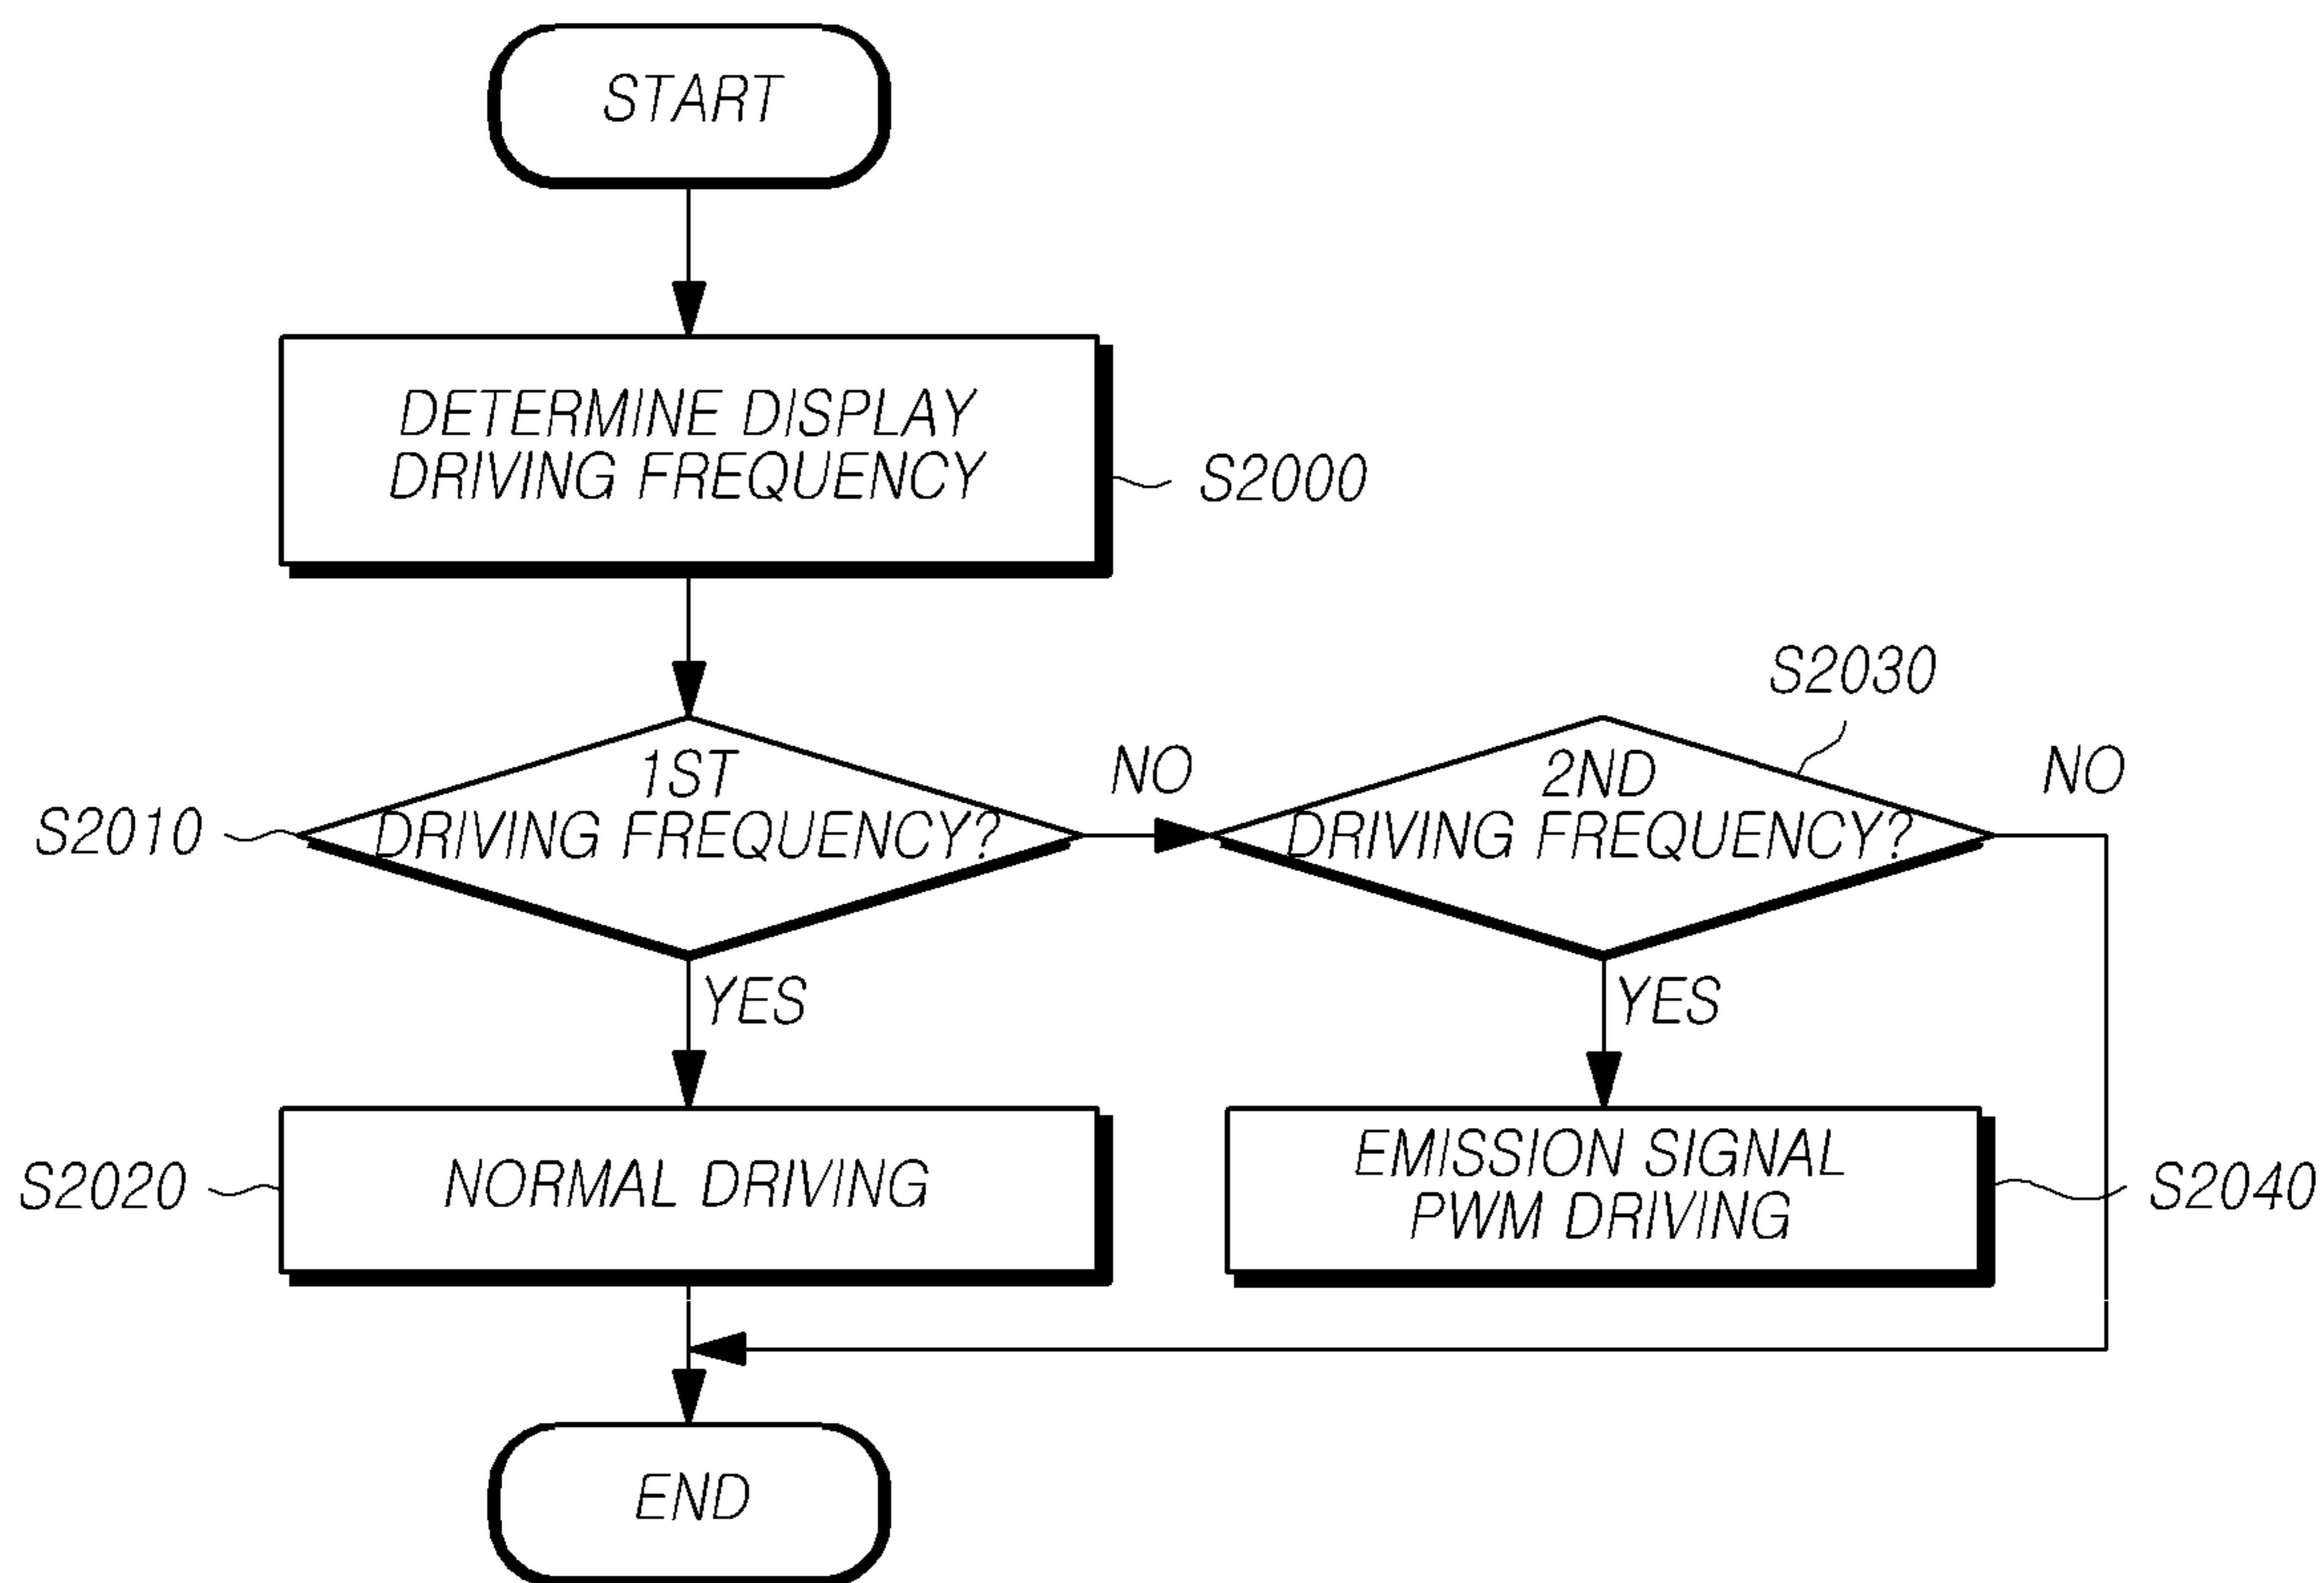 START
DETERMINE DISPLAY
DRIVING FREQUENCY
S2000
S2030
1ST
DRIVING FREQUENCY?
S2010
NO
2ND
DRIVING FREQUENCY?
NO
YES
YES
NORMAL DRIVING
S2020
EMISSION SIGNAL
PWM DRIVING
S2040
END